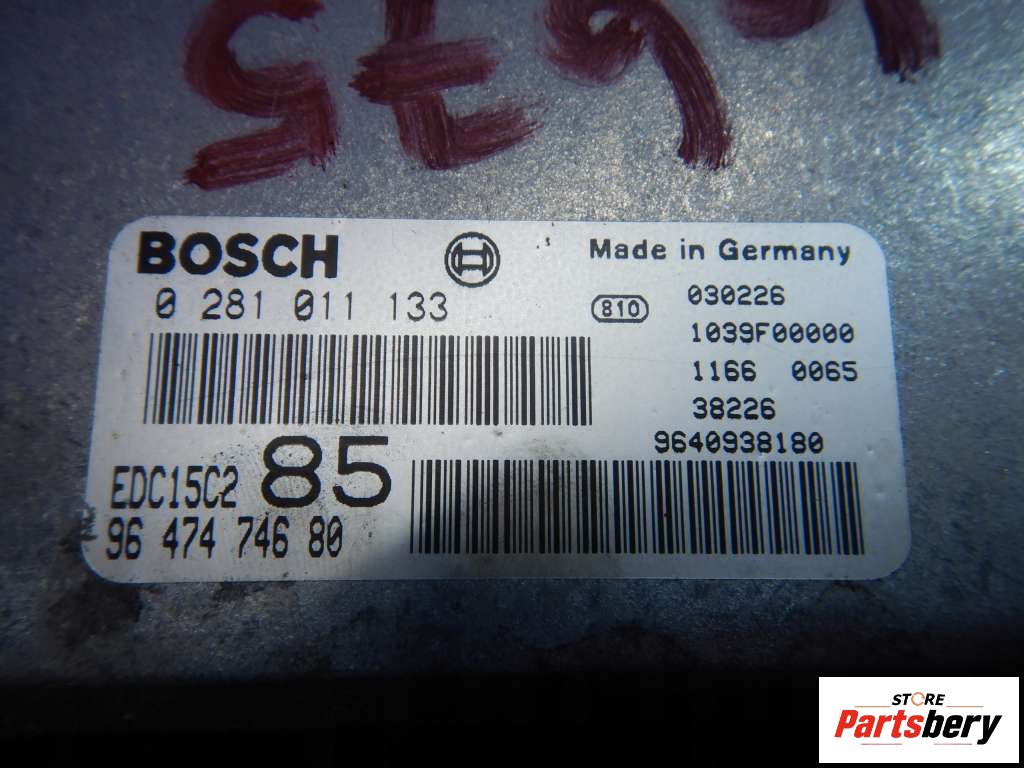 BOSCH
Made in Germany
0 281 011 133
810
030226
1039F00000
1166 0065
38226
9640938180
EDC15C2 85
96 474 746 80
STORE
Partsbery